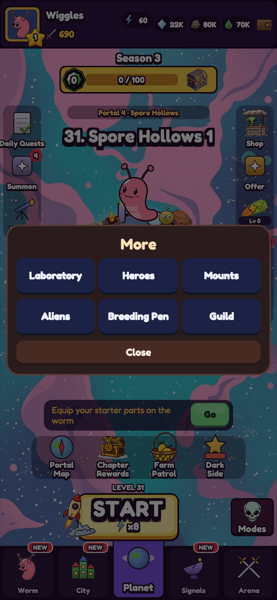 Wiggles
1
690
60
22K
80K
70K
Season 3
10
0 / 100
Portal 4 · Spore Hollows
31. Spore Hollows 1
Daily Quests
Shop
Summon
Offer
Lv 0
More
Laboratory
Heroes
Mounts
Aliens
Breeding Pen
Guild
Close
Equip your starter parts on the
worm
Go
Portal
Map
Chapter
Rewards
Farm
Patrol
Dark
Side
LEVEL 31
START
x8
Modes
NEW
NEW
NEW
Worm
City
Planet
Signals
Arena